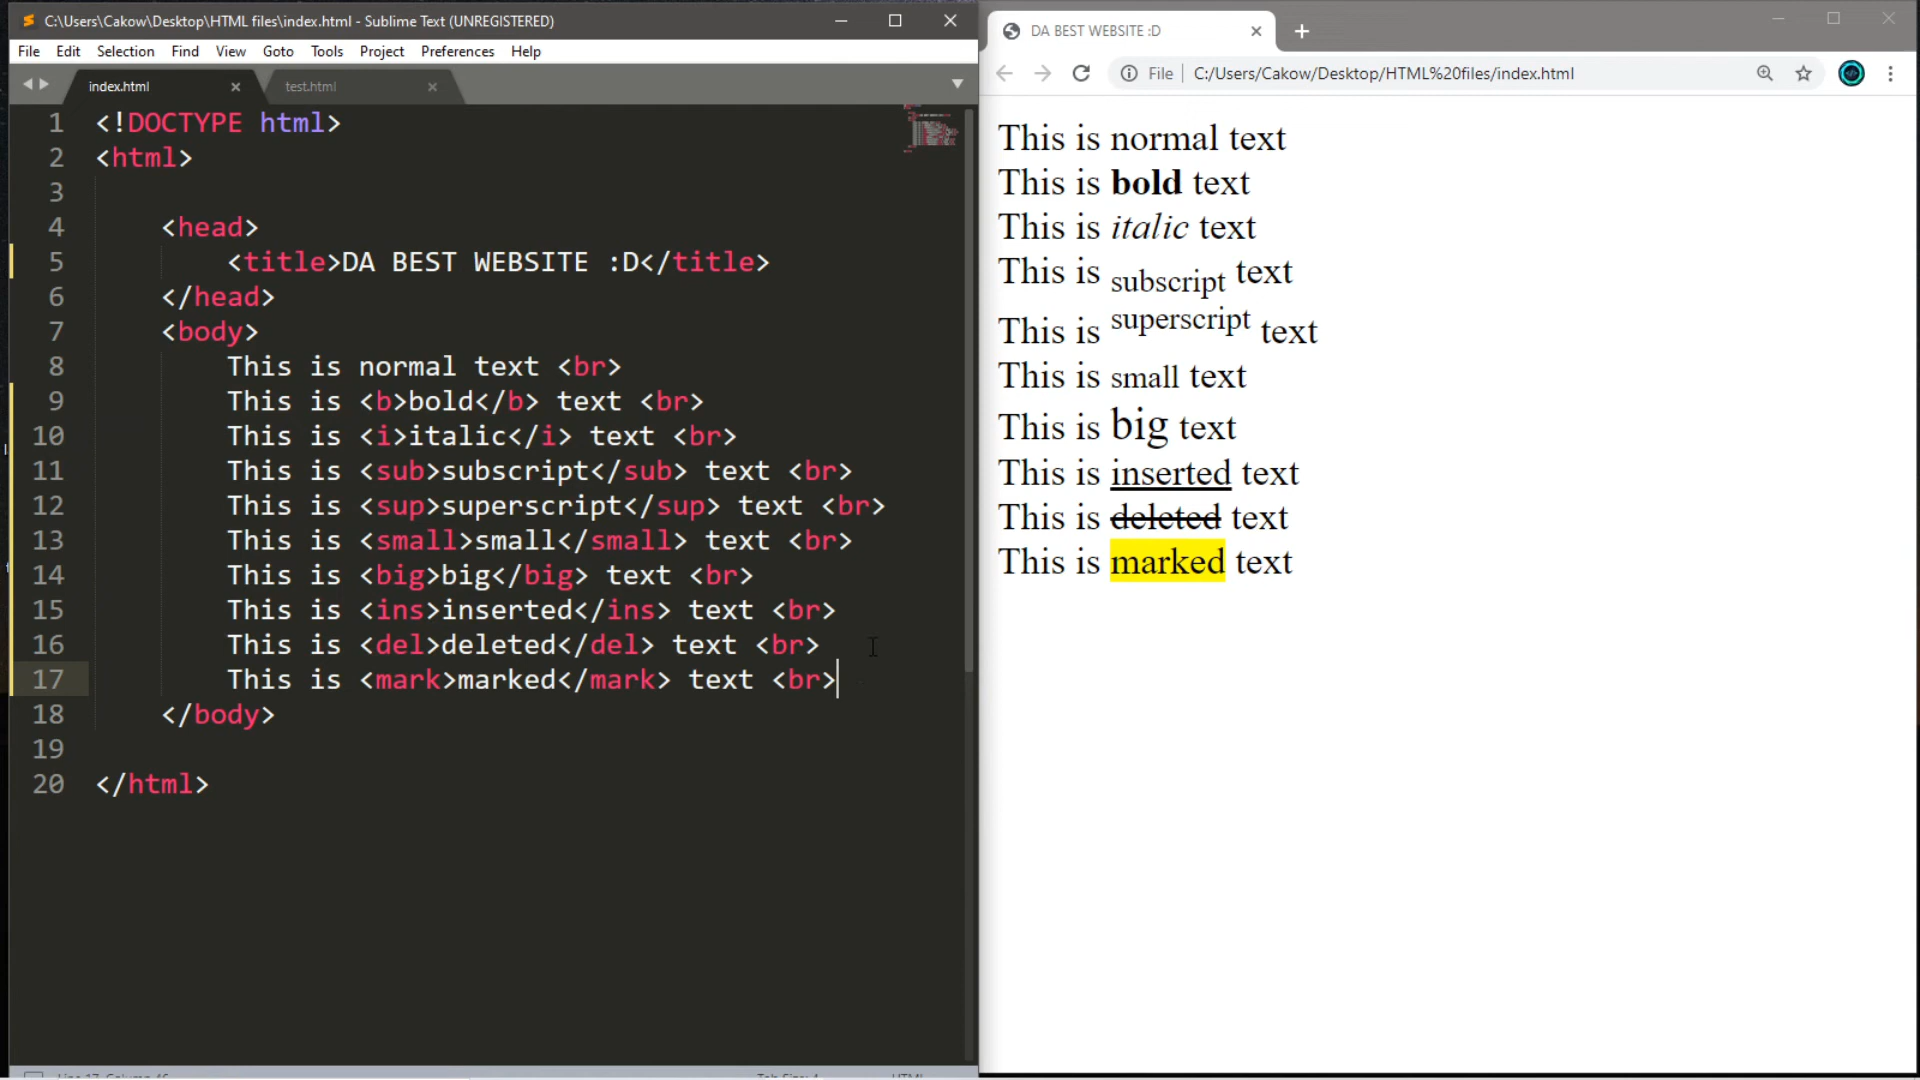 C:\Users\Cakow\Desktop\HTML files\index.html - Sublime Text (UNREGISTERED)
File Edit Selection Find View Goto Tools Project Preferences Help
index.html test.html
1 <!DOCTYPE html>
2 <html>
3
4 <head>
5 <title>DA BEST WEBSITE :D</title>
6 </head>
7 <body>
8 This is normal text <br>
9 This is <b>bold</b> text <br>
10 This is <i>italic</i> text <br>
11 This is <sub>subscript</sub> text <br>
12 This is <sup>superscript</sup> text <br>
13 This is <small>small</small> text <br>
14 This is <big>big</big> text <br>
15 This is <ins>inserted</ins> text <br>
16 This is <del>deleted</del> text <br>
17 This is <mark>marked</mark> text <br>
18 </body>
19
20 </html>
DA BEST WEBSITE :D
File C:/Users/Cakow/Desktop/HTML%20files/index.html
This is normal text
This is bold text
This is italic text
This is subscript text
This is superscript text
This is small text
This is big text
This is inserted text
This is deleted text
This is marked text